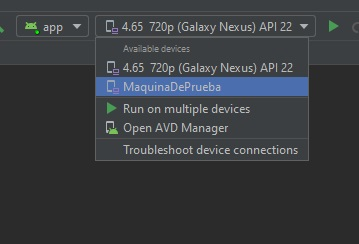 app
4.65 720p (Galaxy Nexus) API 22
Available devices
4.65 720p (Galaxy Nexus) API 22
MaquinaDePrueba
Run on multiple devices
Open AVD Manager
Troubleshoot device connections